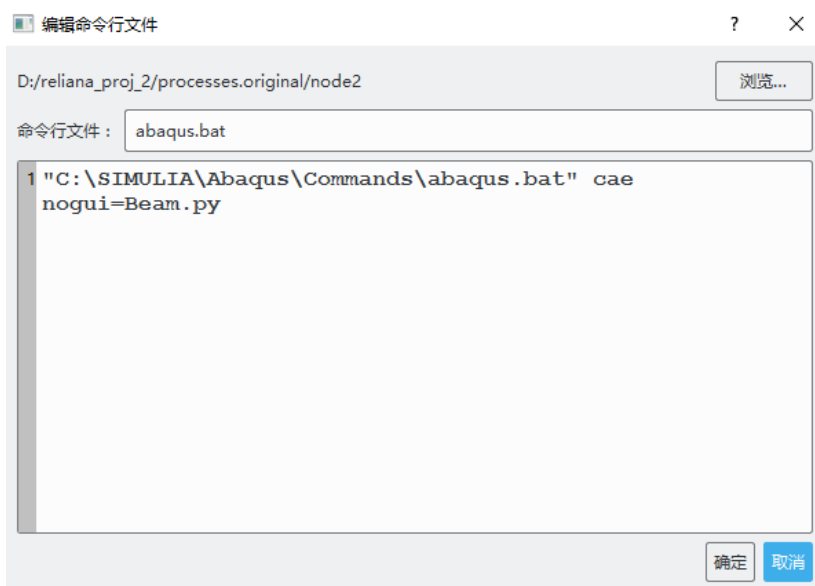 编辑命令行文件
?
D:/reliana_proj_2/processes.original/node2
浏览...
命令行文件：
abaqus.bat
1 "C:\SIMULIA\Abaqus\Commands\abaqus.bat" cae
nogui=Beam.py
确定
取消